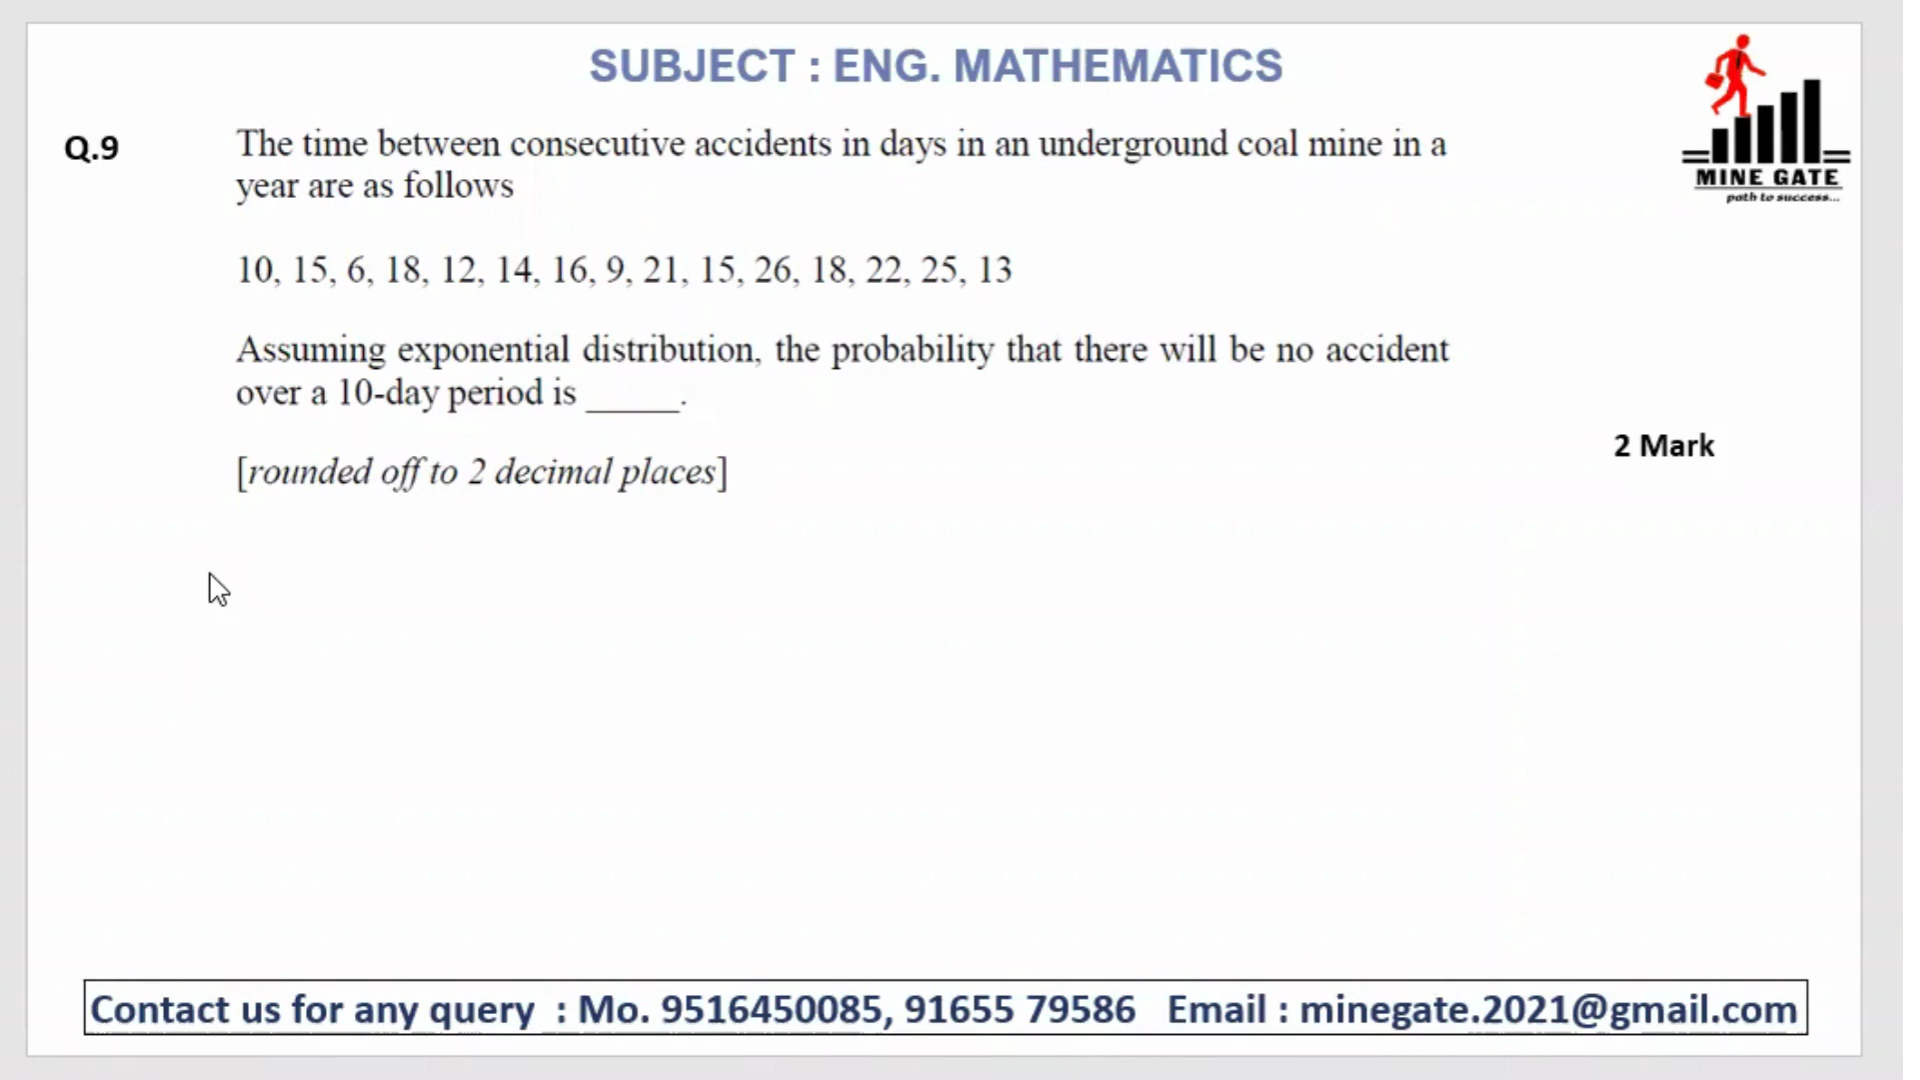 SUBJECT : ENG. MATHEMATICS
Q.9
The time between consecutive accidents in days in an underground coal mine in a
year are as follows
10, 15, 6, 18, 12, 14, 16, 9, 21, 15, 26, 18, 22, 25, 13
Assuming exponential distribution, the probability that there will be no accident
over a 10-day period is _____.
[rounded off to 2 decimal places]
2 Mark
MINE GATE
path to success...
Contact us for any query : Mo. 9516450085, 91655 79586 Email : minegate.2021@gmail.com